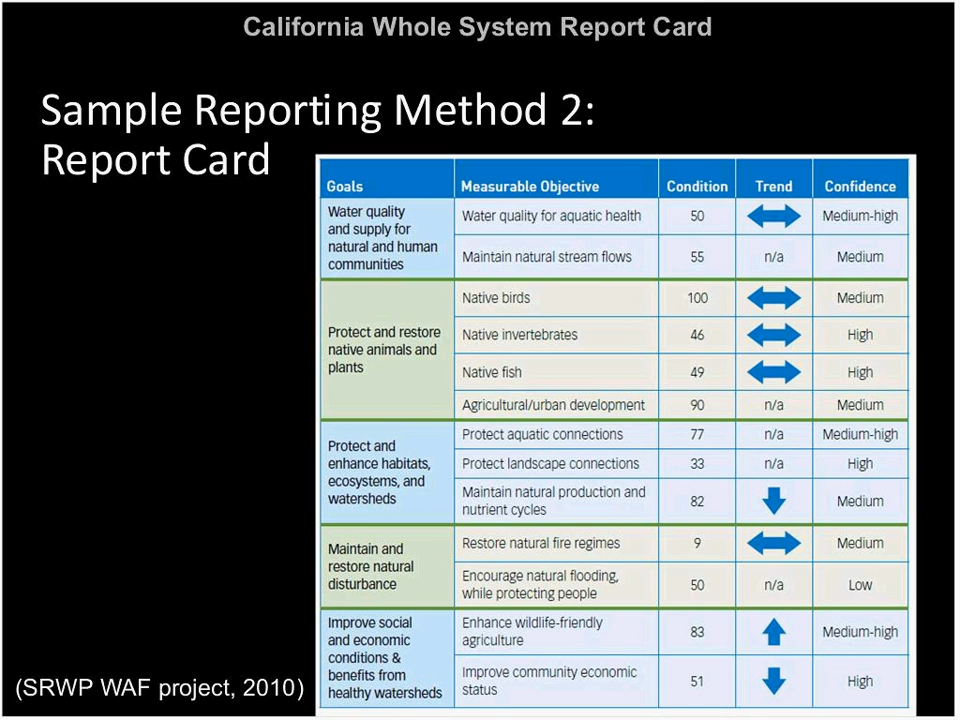 California Whole System Report Card
Sample Reporting Method 2:
Report Card
Goals Measurable Objective Condition Trend Confidence
Water quality
and supply for
natural and human
communities
Water quality for aquatic health 50 Medium-high
Maintain natural stream flows 55 n/a Medium
Protect and restore
native animals and
plants
Native birds 100 Medium
Native invertebrates 46 High
Native fish 49 High
Agricultural/urban development 90 n/a Medium
Protect and
enhance habitats,
ecosystems, and
watersheds
Protect aquatic connections 77 n/a Medium-high
Protect landscape connections 33 n/a High
Maintain natural production and
nutrient cycles 82 Medium
Maintain and
restore natural
disturbance
Restore natural fire regimes 9 Medium
Encourage natural flooding,
while protecting people 50 n/a Low
Improve social
and economic
conditions &
benefits from
healthy watersheds
Enhance wildlife-friendly
agriculture 83 Medium-high
Improve community economic
status 51 High
(SRWP WAF project, 2010)